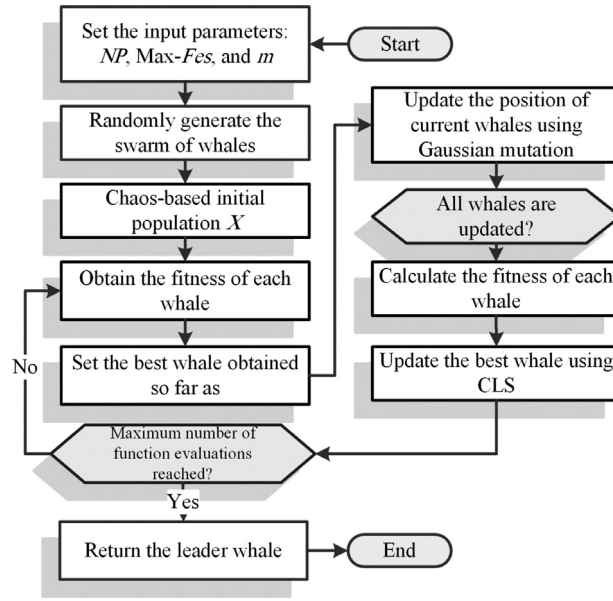 Set the input parameters:
NP, Max-Fes, and m
Start
Randomly generate the
swarm of whales
Chaos-based initial
population X
Obtain the fitness of each
whale
Set the best whale obtained
so far as
Update the position of
current whales using
Gaussian mutation
All whales are
updated?
Calculate the fitness of each
whale
Update the best whale using
CLS
No
Maximum number of
function evaluations
reached?
Yes
Return the leader whale
End